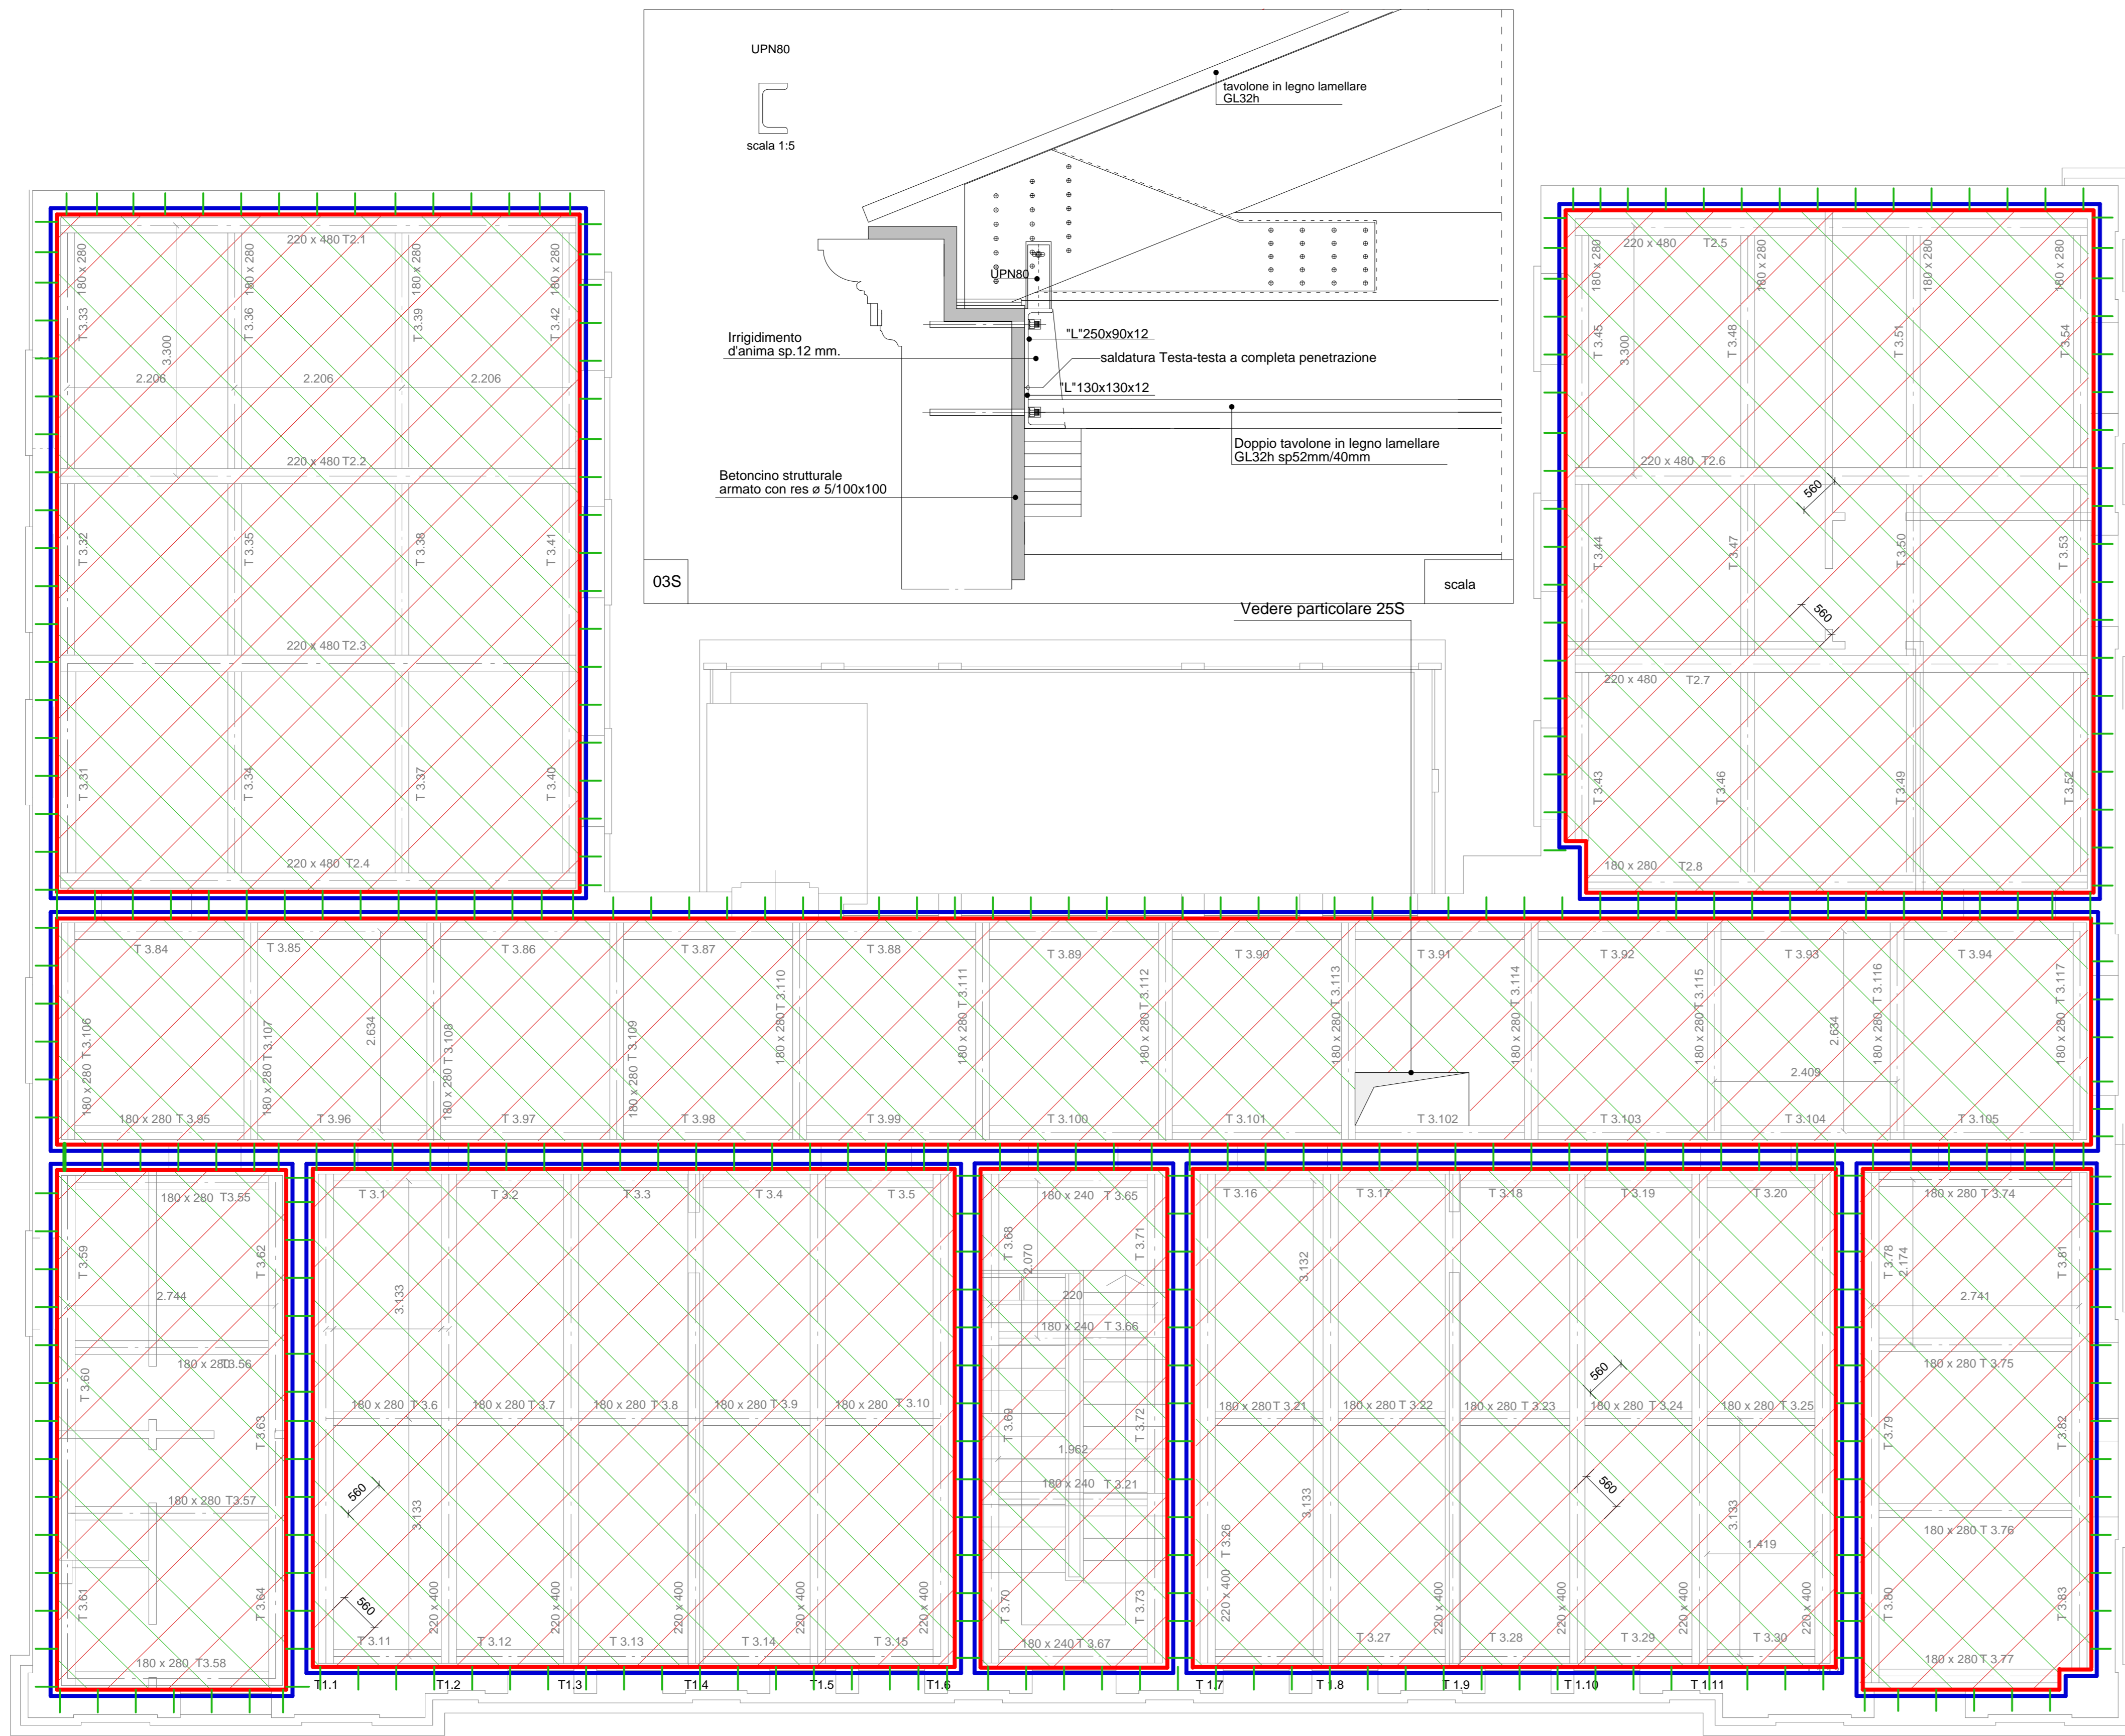 UPN80
scala 1:5
tavolone in legno lamellare
GL32h
UPN80
Irrigidimento
d'anima sp.12 mm.
"L"250x90x12
saldatura Testa-testa a completa penetrazione
"L"130x130x12
Doppio tavolone in legno lamellare
GL32h sp52mm/40mm
Betoncino strutturale
armato con res ø 5/100x100
03S
scala
Vedere particolare 25S
220 x 480 T2.1
T 3.33 180 x 280
T 3.36 180 x 280
T 3.39 180 x 280
T 3.42 180 x 280
3.300
2.206
2.206
2.206
220 x 480 T2.2
T 3.32
T 3.35
T 3.38
T 3.41
220 x 480 T2.3
T 3.31
T 3.34
T 3.37
T 3.40
220 x 480 T2.4
220 x 480 T2.5
180 x 280
180 x 280
180 x 280
180 x 280
T 3.45
T 3.48
T 3.51
T 3.54
3.300
220 x 480 T2.6
560
T 3.44
T 3.47
T 3.50
T 3.53
560
220 x 480 T2.7
T 3.43
T 3.46
T 3.49
T 3.52
180 x 280 T2.8
T 3.84
T 3.85
T 3.86
T 3.87
T 3.88
T 3.89
T 3.90
T 3.91
T 3.92
T 3.93
T 3.94
180 x 280 T 3.106
180 x 280 T 3.107
2.634
180 x 280 T 3.108
180 x 280 T 3.109
180 x 280 T 3.110
180 x 280 T 3.111
180 x 280 T 3.112
180 x 280 T 3.113
180 x 280 T 3.114
180 x 280 T 3.115
2.634
180 x 280 T 3.116
180 x 280 T 3.117
2.409
180 x 280 T 3.95
T 3.96
T 3.97
T 3.98
T 3.99
T 3.100
T 3.101
T 3.102
T 3.103
T 3.104
T 3.105
180 x 280 T3.55
T 3.59
T 3.62
2.744
180 x 280 T3.56
T 3.60
T 3.63
180 x 280 T3.57
T 3.61
T 3.64
180 x 280 T3.58
T 3.1
T 3.2
T 3.3
T 3.4
T 3.5
3.133
180 x 280 T 3.6
180 x 280 T 3.7
180 x 280 T 3.8
180 x 280 T 3.9
180 x 280 T 3.10
560
3.133
560
220 x 400
220 x 400
220 x 400
220 x 400
220 x 400
T 3.11
T 3.12
T 3.13
T 3.14
T 3.15
180 x 240 T 3.65
T 3.68
2.070
T 3.71
220
180 x 240 T 3.66
T 3.69
T 3.72
1.962
180 x 240 T 3.21
T 3.70
T 3.73
180 x 240 T 3.67
T 3.16
T 3.17
T 3.18
T 3.19
T 3.20
3.132
560
180 x 280 T 3.21
180 x 280 T 3.22
180 x 280 T 3.23
180 x 280 T 3.24
180 x 280 T 3.25
560
3.133
3.133
1.419
220 x 400 T 3.26
220 x 400
220 x 400
220 x 400
220 x 400
220 x 400
T 3.27
T 3.28
T 3.29
T 3.30
180 x 280 T 3.74
T 3.78
2.174
T 3.81
2.741
180 x 280 T 3.75
T 3.79
T 3.82
180 x 280 T 3.76
T 3.80
T 3.83
180 x 280 T 3.77
T1.1
T1.2
T1.3
T1.4
T1.5
T1.6
T 1.7
T 1.8
T 1.9
T 1.10
T 1.11